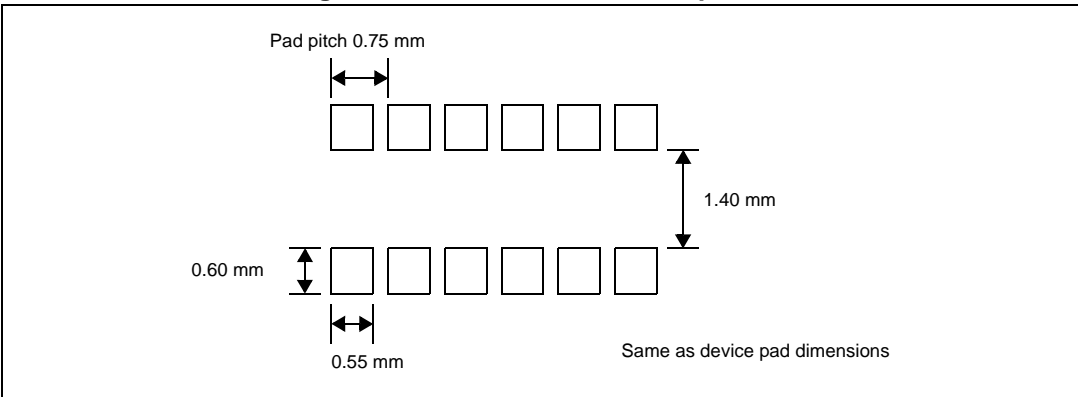 Pad pitch 0.75 mm
1.40 mm
0.60 mm
0.55 mm
Same as device pad dimensions